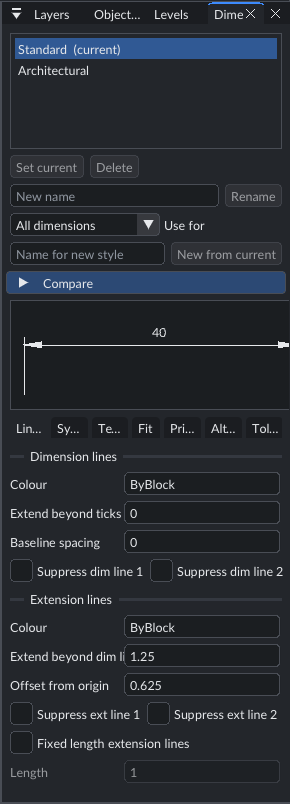 Layers Object... Levels Dime
Standard (current)
Architectural
Set current Delete
New name Rename
All dimensions Use for
Name for new style New from current
Compare
40
Lin... Sy... Te... Fit Pri... Alt... Tol...
Dimension lines
Colour ByBlock
Extend beyond ticks 0
Baseline spacing 0
Suppress dim line 1 Suppress dim line 2
Extension lines
Colour ByBlock
Extend beyond dim li 1.25
Offset from origin 0.625
Suppress ext line 1 Suppress ext line 2
Fixed length extension lines
Length 1